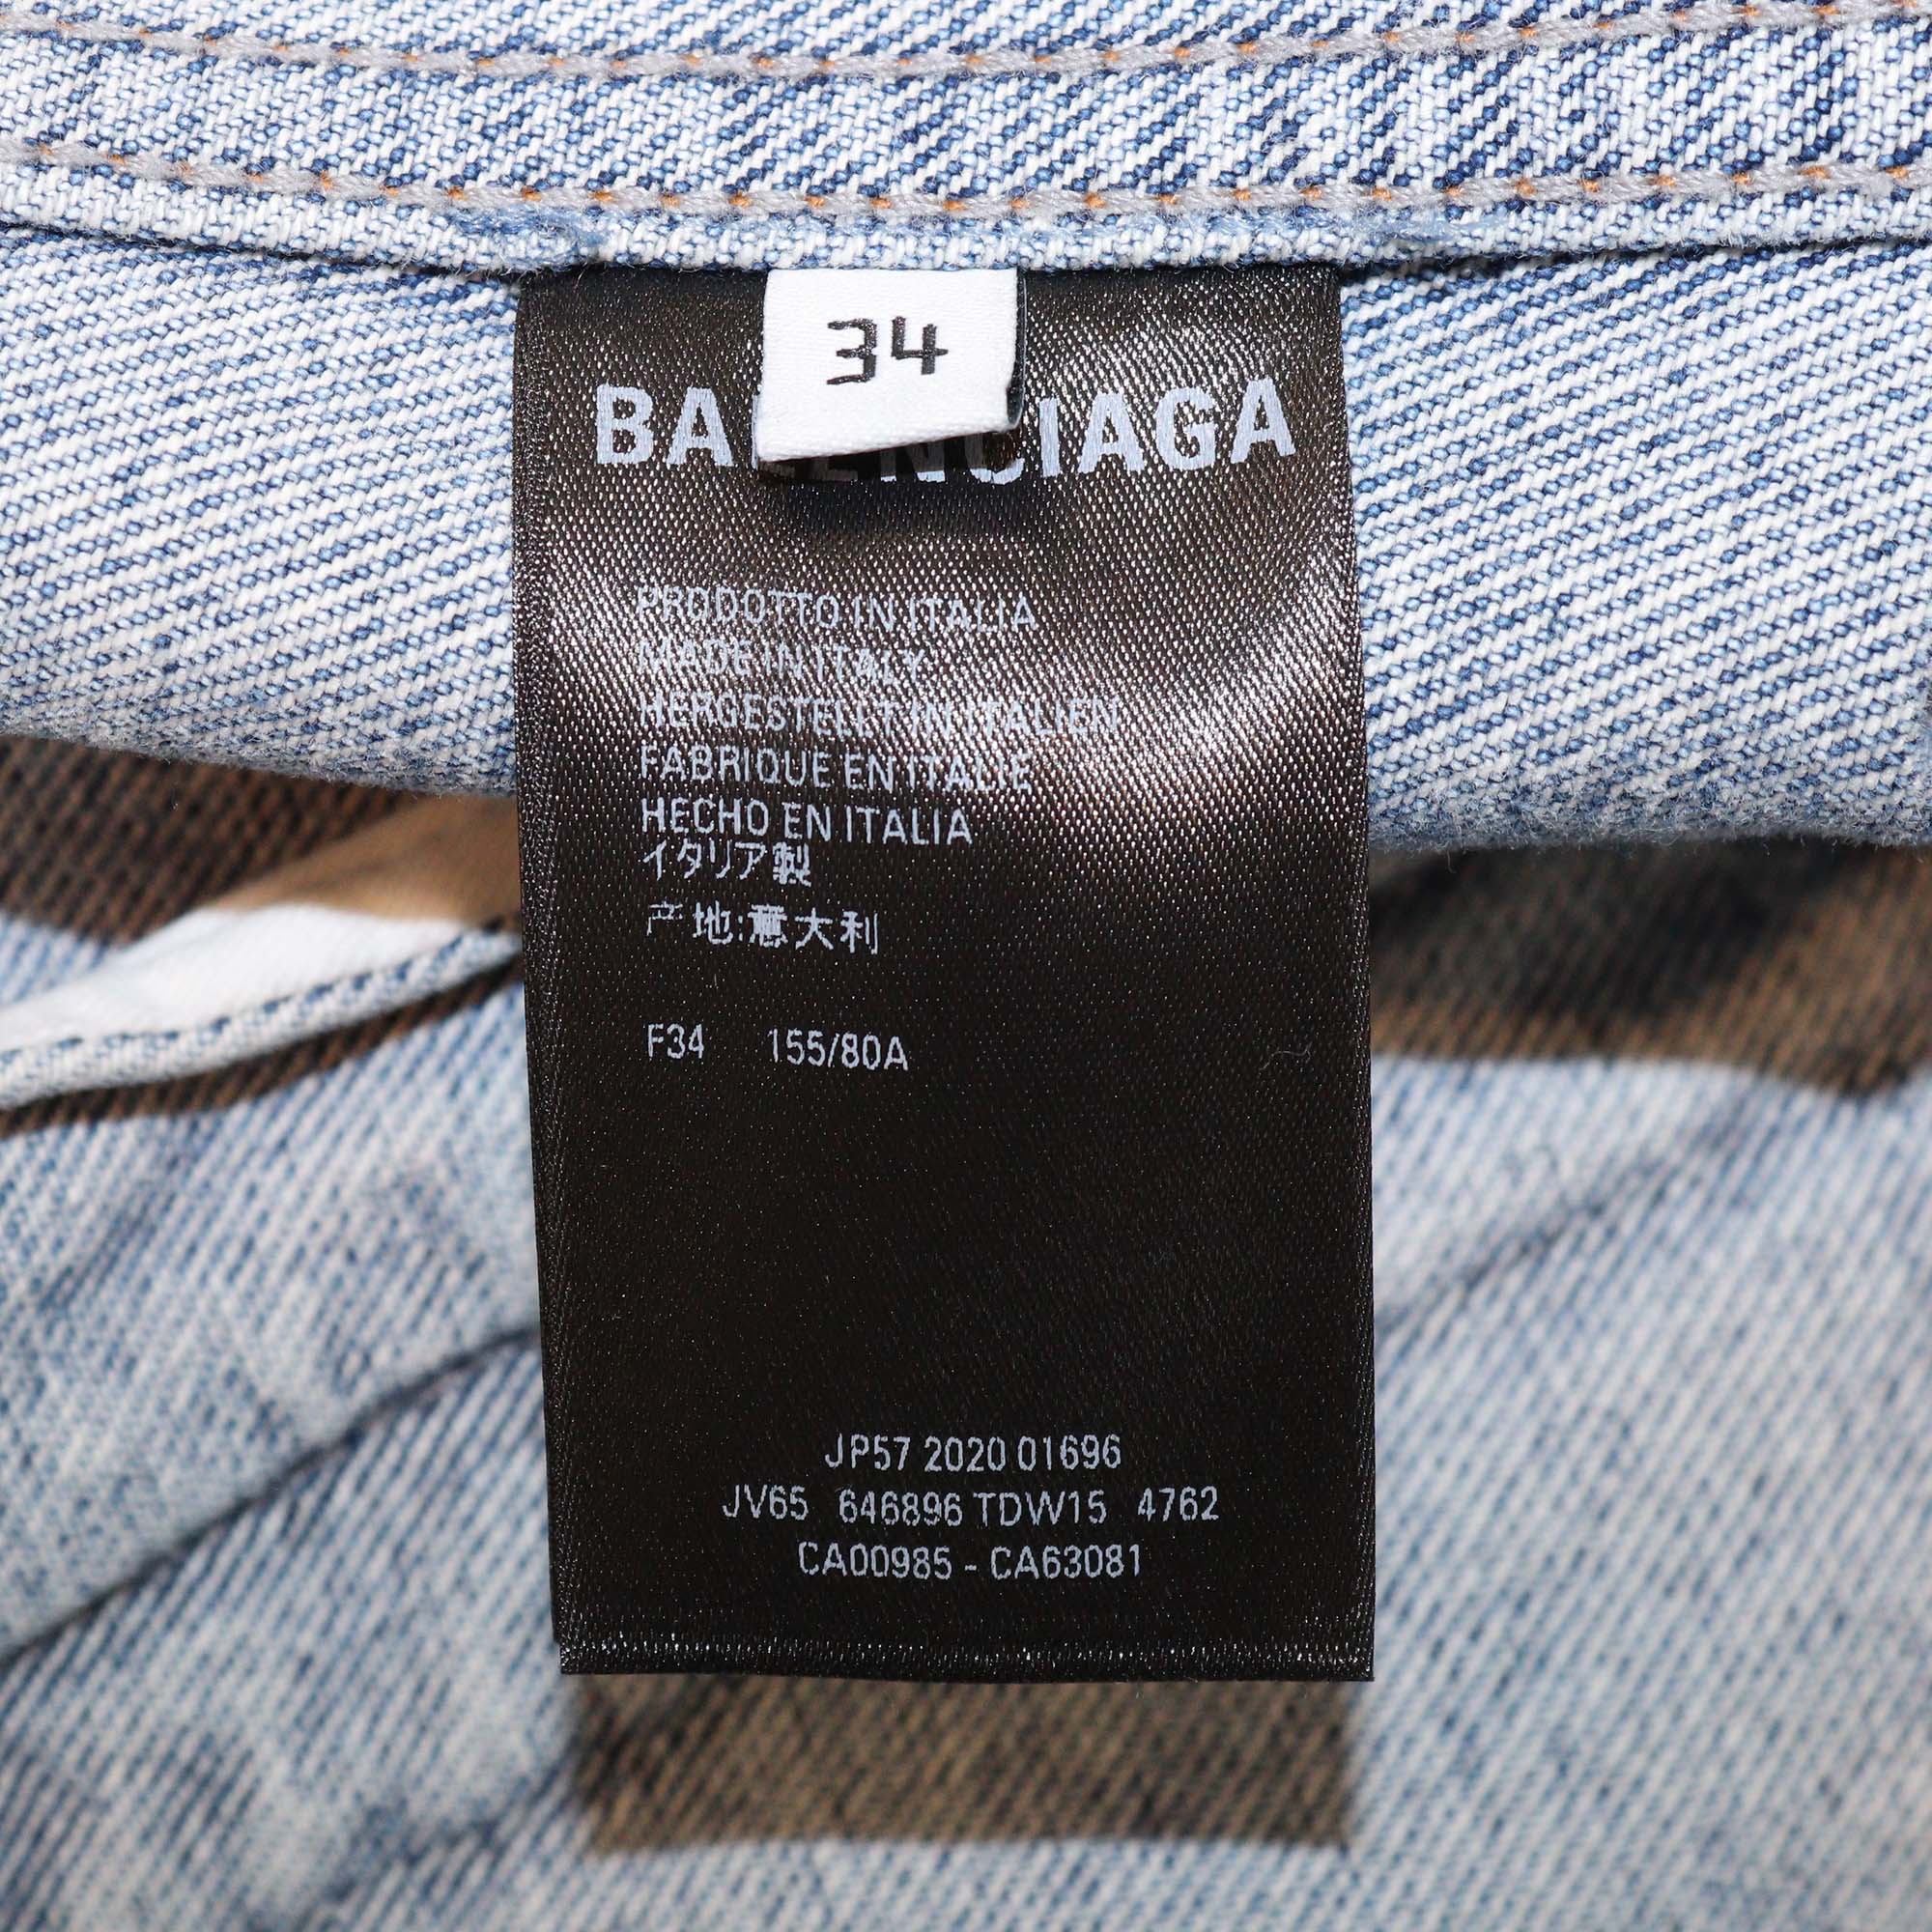 34
BALENCIAGA
PRODOTTO IN ITALIA
MADE IN ITALY
HERGESTELLT IN ITALIEN
FABRIQUE EN ITALIE
HECHO EN ITALIA
イタリア製
产地:意大利
F34 155/80A
JP57 2020 01696
JV65 646896 TDW15 4762
CA00985 - CA63081